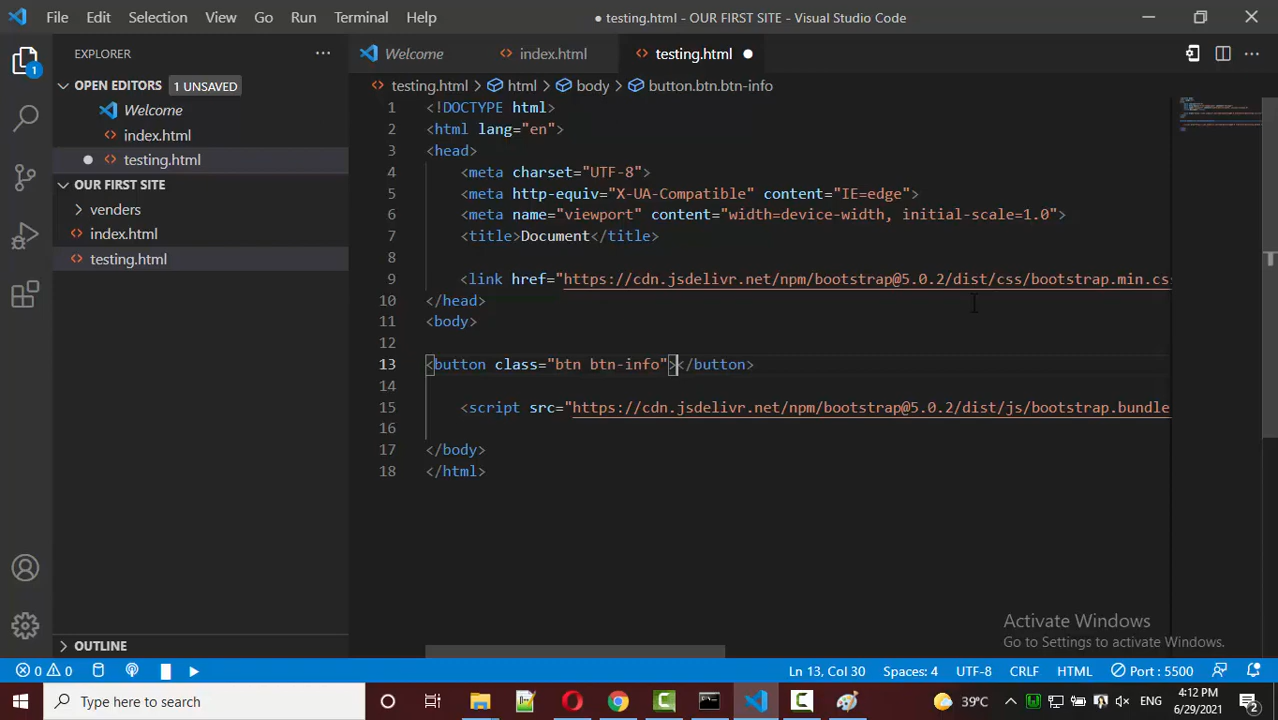 File Edit Selection View Go Run Terminal Help ● testing.html - OUR FIRST SITE - Visual Studio Code
EXPLORER
Welcome index.html testing.html
OPEN EDITORS 1 UNSAVED
testing.html html body button.btn.btn-info
Welcome
index.html
testing.html
OUR FIRST SITE
venders
index.html
testing.html
OUTLINE
1 <!DOCTYPE html>
2 <html lang="en">
3 <head>
4 <meta charset="UTF-8">
5 <meta http-equiv="X-UA-Compatible" content="IE=edge">
6 <meta name="viewport" content="width=device-width, initial-scale=1.0">
7 <title>Document</title>
8
9 <link href="https://cdn.jsdelivr.net/npm/bootstrap@5.0.2/dist/css/bootstrap.min.cs
10 </head>
11 <body>
12
13 <button class="btn btn-info"></button>
14
15 <script src="https://cdn.jsdelivr.net/npm/bootstrap@5.0.2/dist/js/bootstrap.bundle
16
17 </body>
18 </html>
1
Activate Windows
Go to Settings to activate Windows.
0 0 Ln 13, Col 30 Spaces: 4 UTF-8 CRLF HTML Port : 5500
Type here to search 39°C ENG 4:12 PM
6/29/2021 2